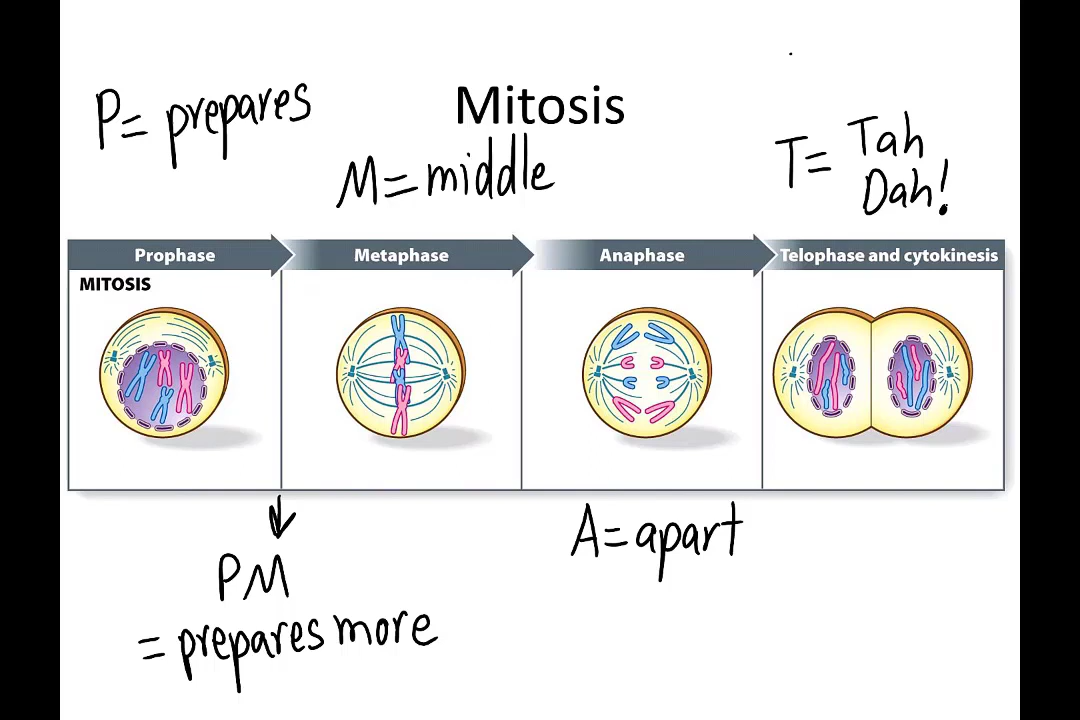 Mitosis
P= prepares
M=middle
T= Tah
Dah!
Prophase
Metaphase
Anaphase
Telophase and cytokinesis
MITOSIS
A=apart
PM
= prepares more